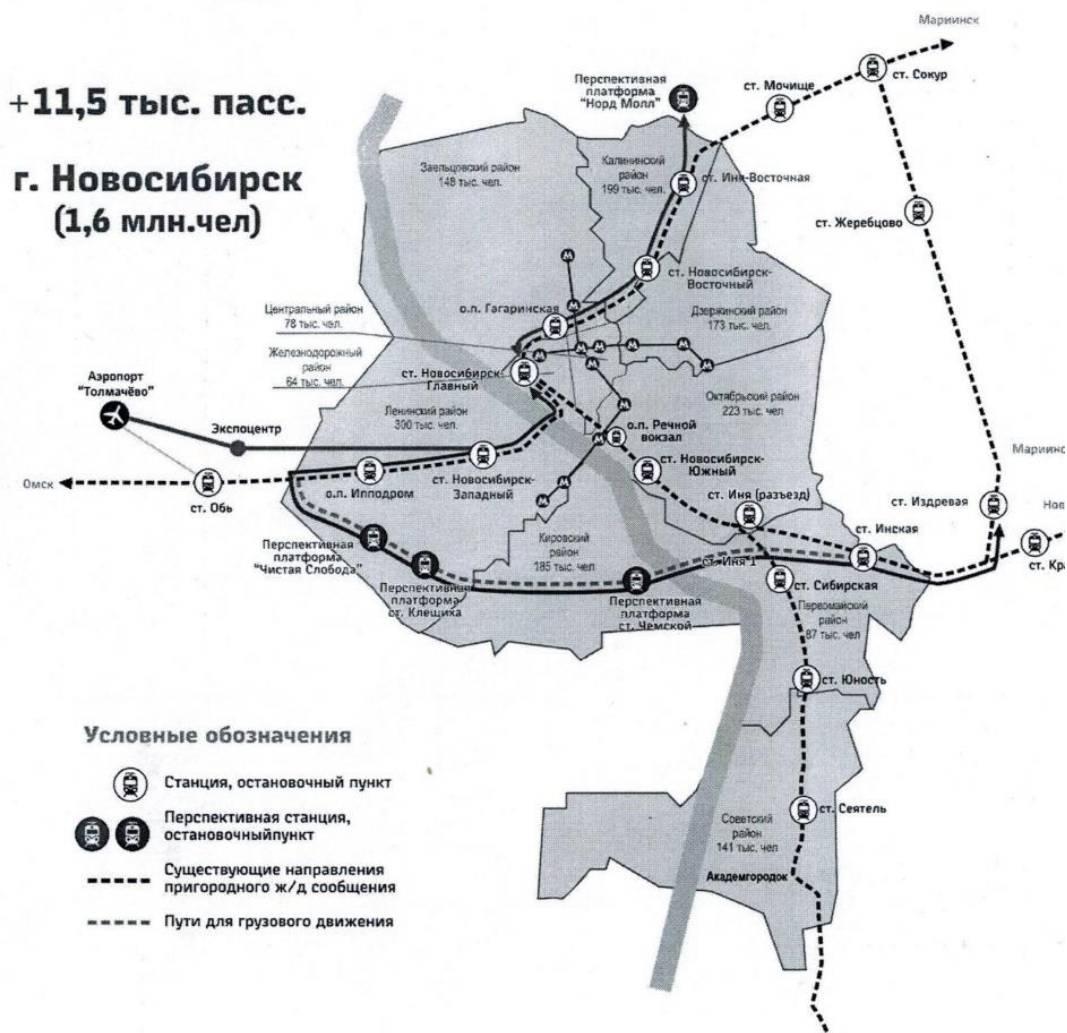 +11,5 тыс. пасс.
г. Новосибирск
(1,6 млн.чел)
Мариинск
ст. Сокур
ст. Мочище
Перспективная
платформа
"Норд Молл"
Заельцовский район
148 тыс. чел.
Калининский
район
199 тыс. чел.
ст. Иня-Восточная
ст. Жеребцово
ст. Новосибирск-
Восточный
о.п. Гагаринская
Центральный район
78 тыс. чел.
Дзержинский район
173 тыс. чел.
М
М
М
М
М
М
М
М
М
М
М
М
М
Железнодорожный
район
64 тыс. чел.
ст. Новосибирск-
Главный
Аэропорт
"Толмачёво"
Экспоцентр
Ленинский район
300 тыс. чел.
Октябрьский район
223 тыс. чел
о.п. Речной
вокзал
ст. Новосибирск-
Южный
Омск
ст. Обь
о.п. Ипподром
ст. Новосибирск-
Западный
ст. Иня (разъезд)
Мариинс
ст. Издревая
ст. Инская
Нов
ст. Кра
Перспективная
платформа
"Чистая Слобода"
Перспективная
платформа
ст. Клещиха
Кировский
район
185 тыс. чел
Перспективная
платформа
ст. Чемской
ст. Иня 1
ст. Сибирская
Первомайский
район
87 тыс. чел
ст. Юность
ст. Сеятель
Советский
район
141 тыс. чел
Академгородок
Условные обозначения
Станция, остановочный пункт
Перспективная станция,
остановочныйпункт
Существующие направления
пригородного ж/д сообщения
Пути для грузового движения